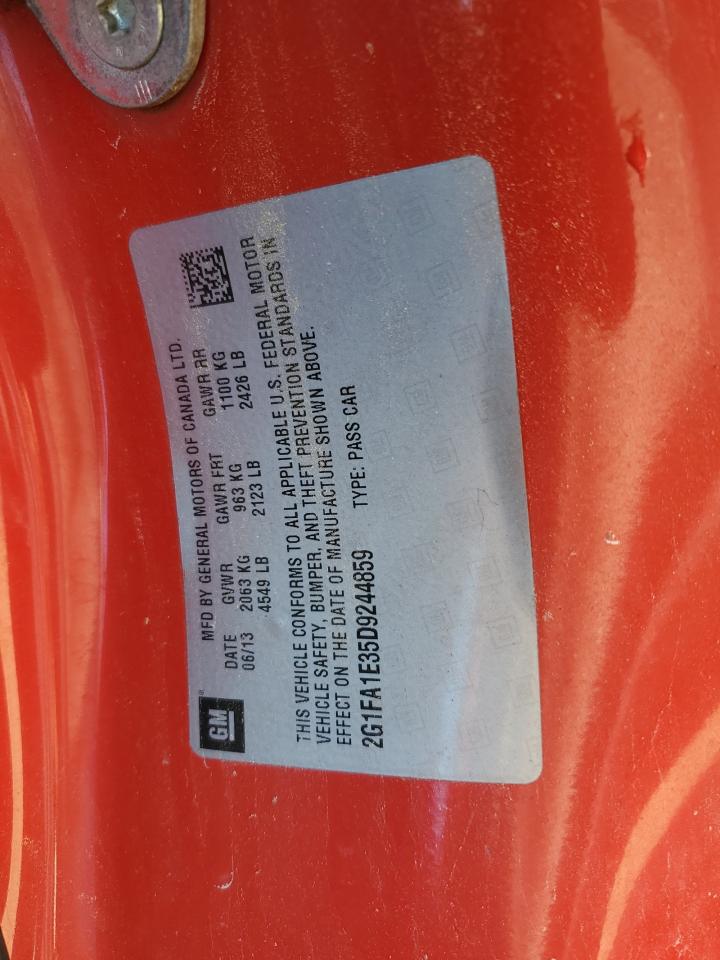 GM
MFD BY GENERAL MOTORS OF CANADA LTD.
DATE GVWR GAWR FRT GAWR RR
06/13 2063 KG 963 KG 1100 KG
4549 LB 2123 LB 2426 LB
THIS VEHICLE CONFORMS TO ALL APPLICABLE U.S. FEDERAL MOTOR
VEHICLE SAFETY, BUMPER, AND THEFT PREVENTION STANDARDS IN
EFFECT ON THE DATE OF MANUFACTURE SHOWN ABOVE.
2G1FA1E35D9244859 TYPE: PASS CAR